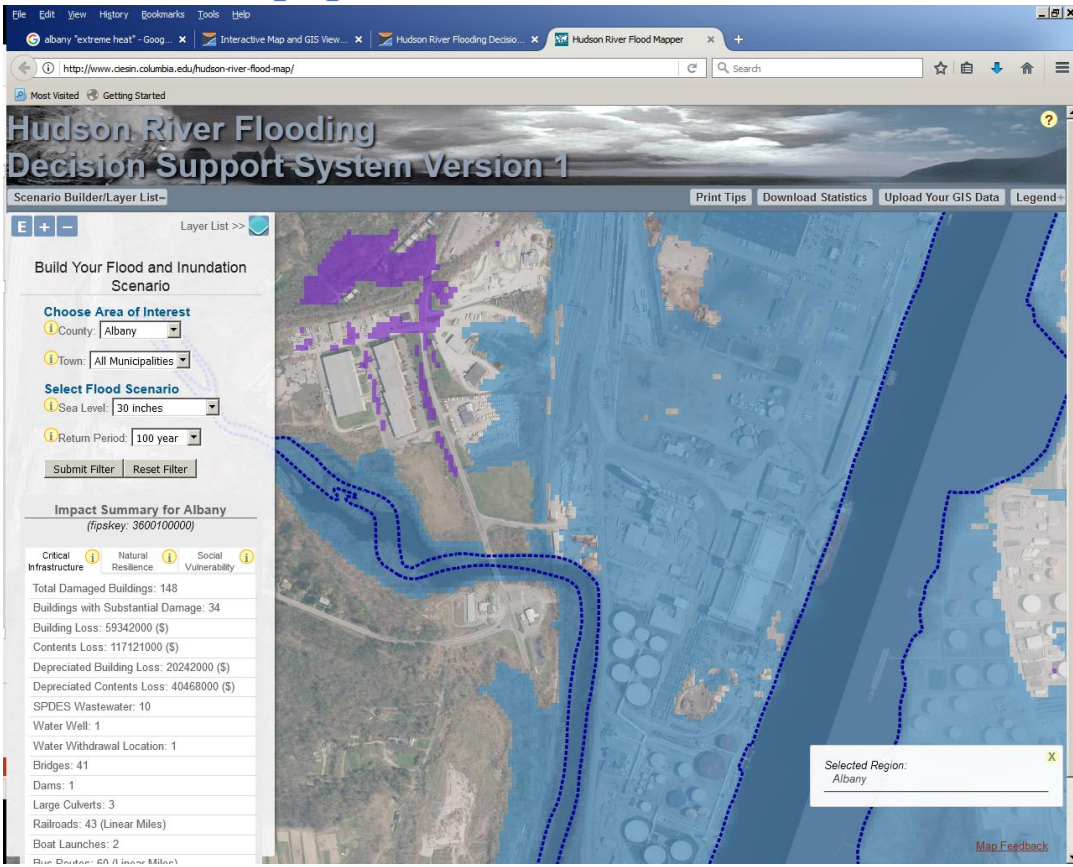 File Edit View History Bookmarks Tools Help
albany "extreme heat" - Goog...
Interactive Map and GIS View...
Hudson River Flooding Decisio...
Hudson River Flood Mapper
http://www.ciesin.columbia.edu/hudson-river-flood-map/
Search
Most Visited Getting Started
Hudson River Flooding
Decision Support System Version 1
?
Scenario Builder/Layer List−
Print Tips
Download Statistics
Upload Your GIS Data
Legend+
E + −
Layer List >>
Build Your Flood and Inundation
Scenario
Choose Area of Interest
County: Albany
Town: All Municipalities
Select Flood Scenario
Sea Level: 30 inches
Return Period: 100 year
Submit Filter
Reset Filter
Impact Summary for Albany
(fipskey: 3600100000)
Critical Infrastructure
Natural Resilience
Social Vulnerability
Total Damaged Buildings: 148
Buildings with Substantial Damage: 34
Building Loss: 59342000 ($)
Contents Loss: 117121000 ($)
Depreciated Building Loss: 20242000 ($)
Depreciated Contents Loss: 40468000 ($)
SPDES Wastewater: 10
Water Well: 1
Water Withdrawal Location: 1
Bridges: 41
Dams: 1
Large Culverts: 3
Railroads: 43 (Linear Miles)
Boat Launches: 2
Bus Routes: 60 (Linear Miles)
Selected Region:
Albany
X
Map Feedback